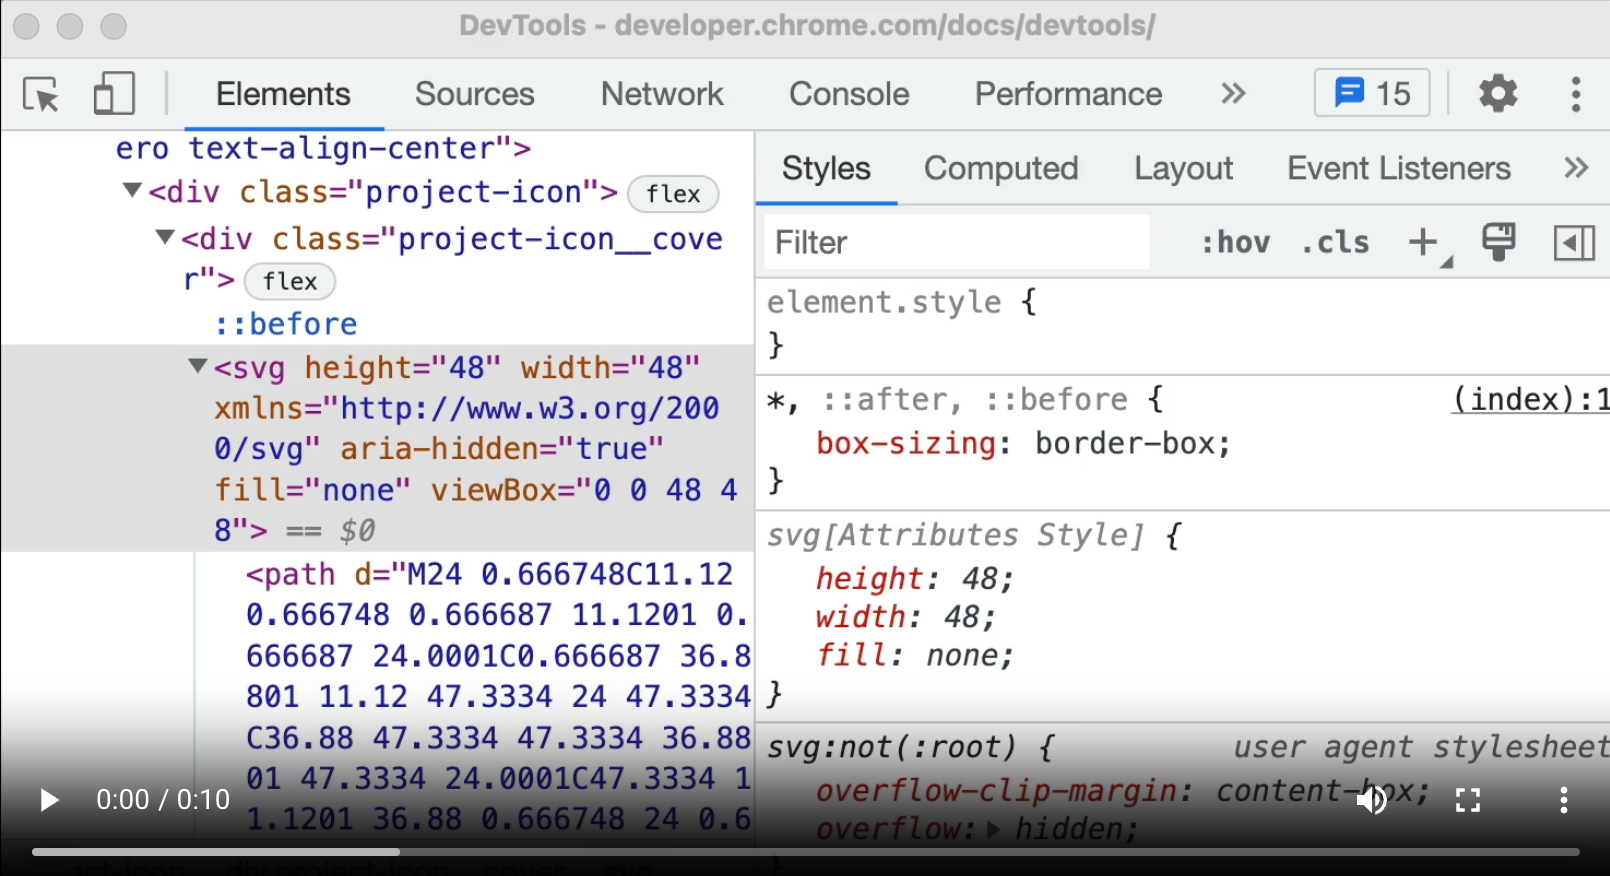 DevTools - developer.chrome.com/docs/devtools/
Elements Sources Network Console Performance 15
ero text-align-center">
<div class="project-icon"> flex
<div class="project-icon__cove
r"> flex
::before
<svg height="48" width="48"
xmlns="http://www.w3.org/200
0/svg" aria-hidden="true"
fill="none" viewBox="0 0 48 4
8"> == $0
<path d="M24 0.666748C11.12
0.666748 0.666687 11.1201 0.
666687 24.0001C0.666687 36.8
801 11.12 47.3334 24 47.3334
C36.88 47.3334 47.3334 36.88
01 47.3334 24.0001C47.3334 1
1.1201 36.88 0.666748 24 0.6
Styles Computed Layout Event Listeners
Filter :hov .cls
element.style {
}
*, ::after, ::before { (index):1
box-sizing: border-box;
}
svg[Attributes Style] {
height: 48;
width: 48;
fill: none;
}
svg:not(:root) { user agent stylesheet
overflow-clip-margin: content-box;
overflow: hidden;
}
0:00 / 0:10